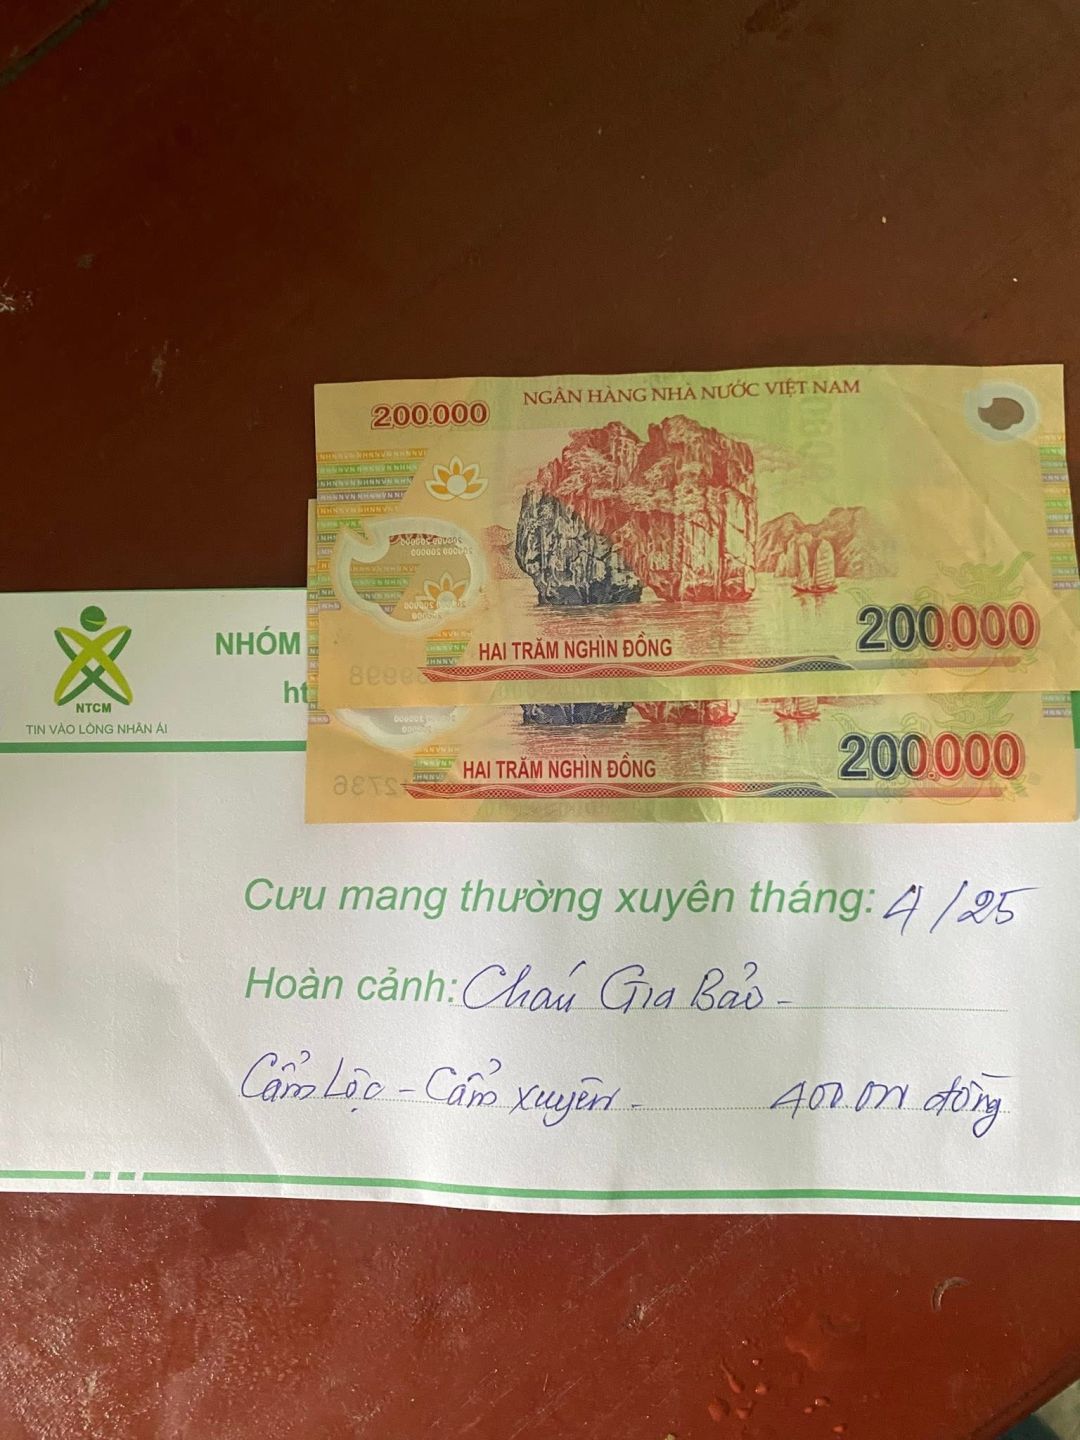 NGÂN HÀNG NHÀ NƯỚC VIỆT NAM
200.000
HAI TRĂM NGHÌN ĐỒNG
200.000
HAI TRĂM NGHÌN ĐỒNG
200.000
NTCM
TIN VÀO LÒNG NHÂN ÁI
NHÓM
ht
Cưu mang thường xuyên tháng: 4/25
Hoàn cảnh: Cháu Gia Bảo -
Cẩm Lộc - Cẩm Xuyên - 400.000 đồng